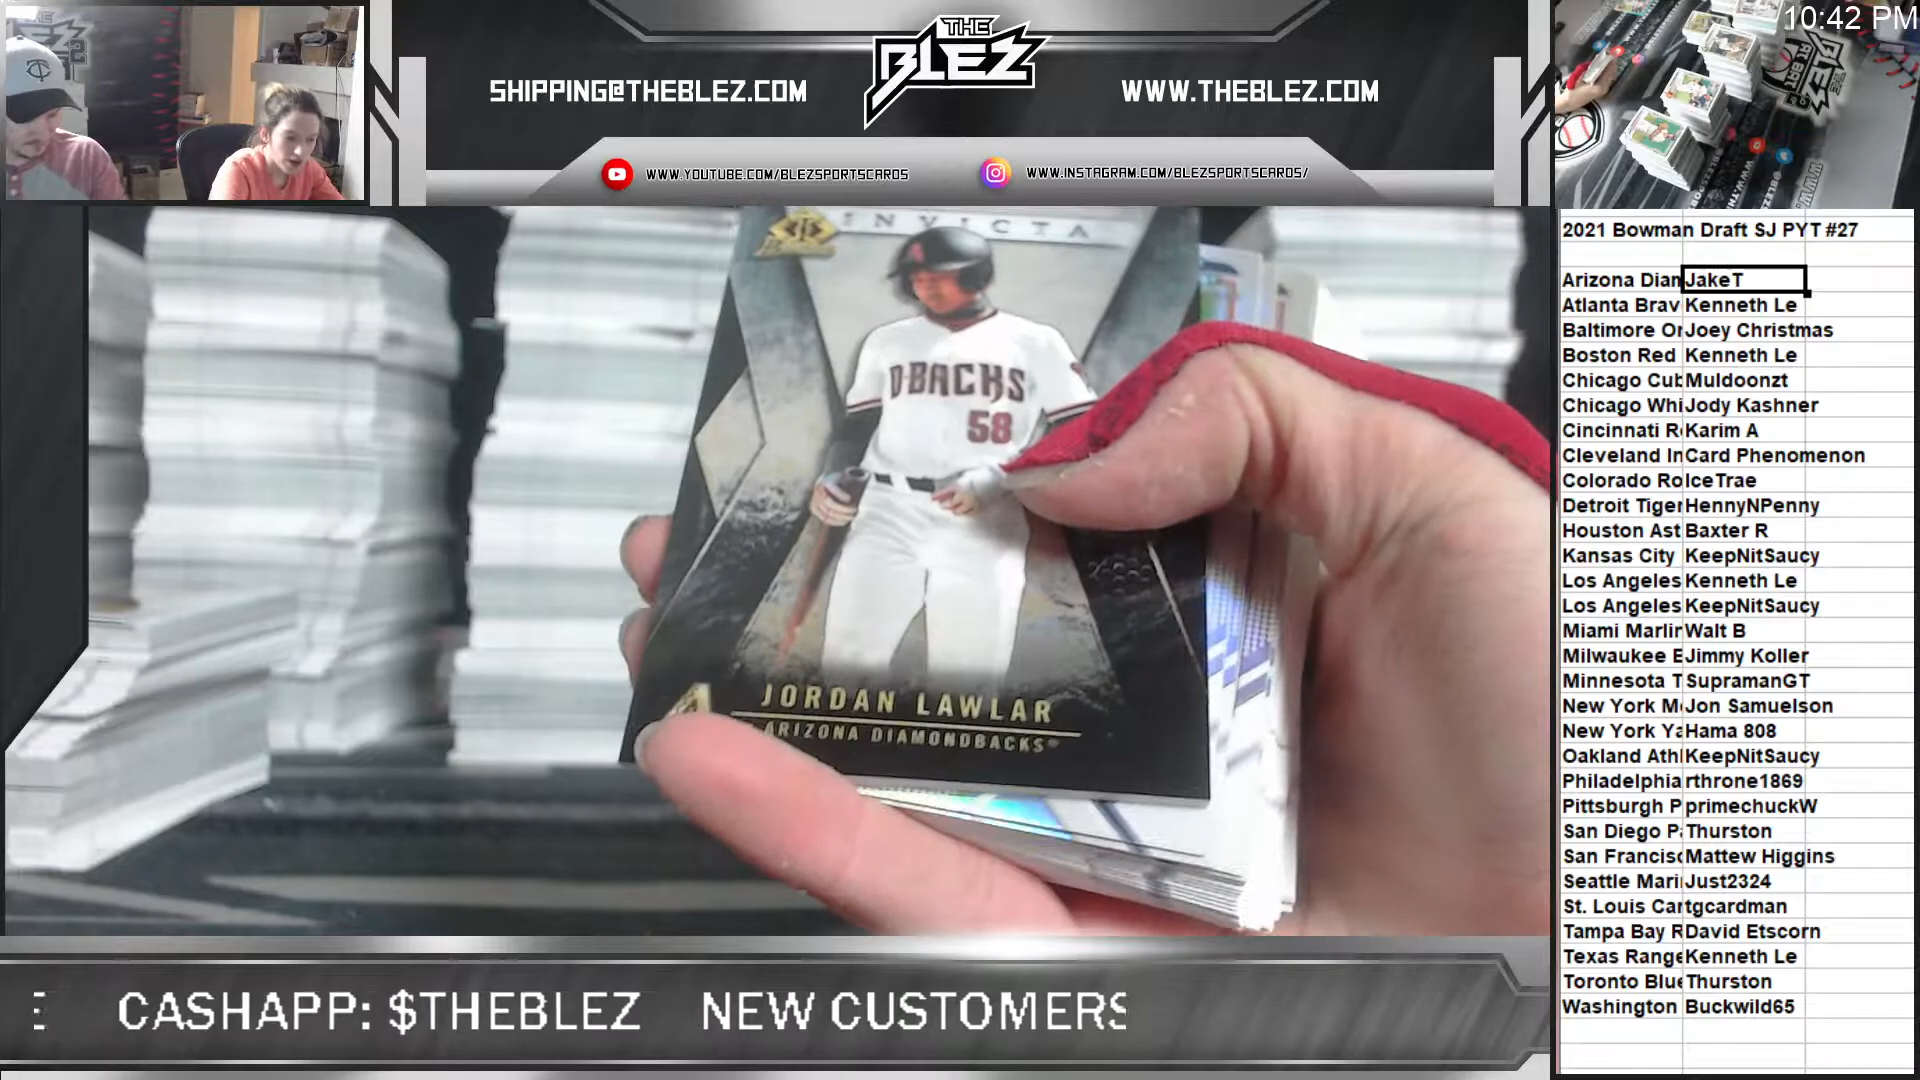 10:42 PM
THE
BLEZ
SHIPPING@THEBLEZ.COM
WWW.THEBLEZ.COM
WWW.YOUTUBE.COM/BLEZSPORTSCARDS
WWW.INSTAGRAM.COM/BLEZSPORTSCARDS/
INVICTA
D-BACKS
58
JORDAN LAWLAR
ARIZONA DIAMONDBACKS
2021 Bowman Draft SJ PYT #27
Arizona Diam JakeT
Atlanta Brav Kenneth Le
Baltimore Or Joey Christmas
Boston Red Kenneth Le
Chicago Cub Muldoonzt
Chicago Whi Jody Kashner
Cincinnati R Karim A
Cleveland In Card Phenomenon
Colorado Ro IceTrae
Detroit Tiger HennyNPenny
Houston Ast Baxter R
Kansas City KeepNitSaucy
Los Angeles Kenneth Le
Los Angeles KeepNitSaucy
Miami Marlin Walt B
Milwaukee B Jimmy Koller
Minnesota T SupramanGT
New York M Jon Samuelson
New York Ya Hama 808
Oakland Athl KeepNitSaucy
Philadelphia rthrone1869
Pittsburgh P primechuckW
San Diego Pa Thurston
San Francisc Mattew Higgins
Seattle Mari Just2324
St. Louis Car tgcardman
Tampa Bay R David Etscorn
Texas Range Kenneth Le
Toronto Blue Thurston
Washington Buckwild65
CASHAPP: $THEBLEZ NEW CUSTOMERS